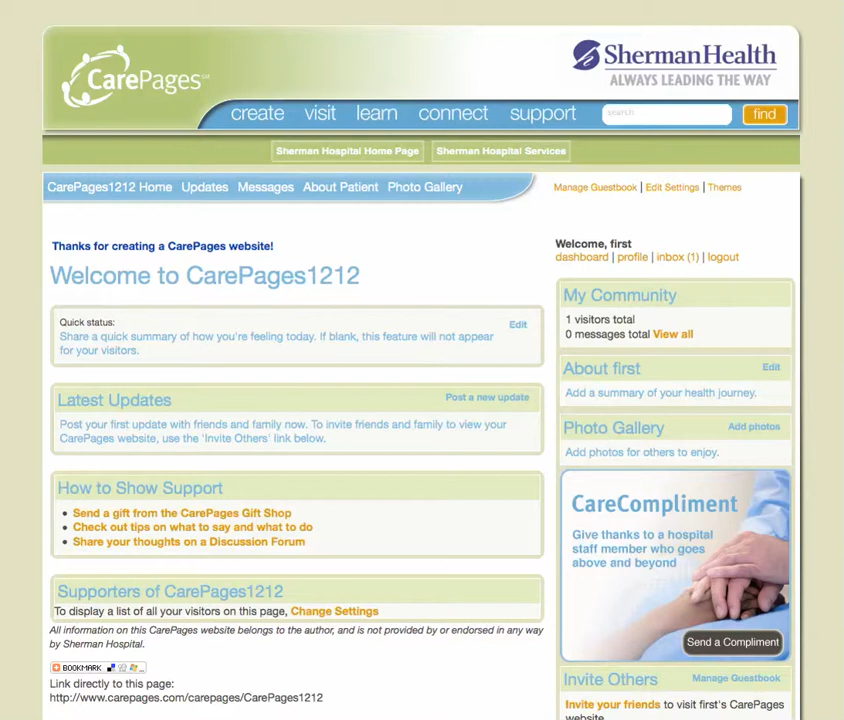 CarePages
SM
ShermanHealth
ALWAYS LEADING THE WAY
create visit learn connect support
search
find
Sherman Hospital Home Page
Sherman Hospital Services
CarePages1212 Home Updates Messages About Patient Photo Gallery
Manage Guestbook | Edit Settings | Themes
Thanks for creating a CarePages website!
Welcome to CarePages1212
Quick status:
Edit
Share a quick summary of how you're feeling today. If blank, this feature will not appear
for your visitors.
Latest Updates
Post a new update
Post your first update with friends and family now. To invite friends and family to view your
CarePages website, use the 'Invite Others' link below.
How to Show Support
• Send a gift from the CarePages Gift Shop
• Check out tips on what to say and what to do
• Share your thoughts on a Discussion Forum
Supporters of CarePages1212
To display a list of all your visitors on this page, Change Settings
All information on this CarePages website belongs to the author, and is not provided by or endorsed in any way
by Sherman Hospital.
BOOKMARK
Link directly to this page:
http://www.carepages.com/carepages/CarePages1212
Welcome, first
dashboard | profile | inbox (1) | logout
My Community
1 visitors total
0 messages total View all
About first
Edit
Add a summary of your health journey.
Photo Gallery
Add photos
Add photos for others to enjoy.
CareCompliment
Give thanks to a hospital
staff member who goes
above and beyond
Send a Compliment
Invite Others
Manage Guestbook
Invite your friends to visit first's CarePages
website.